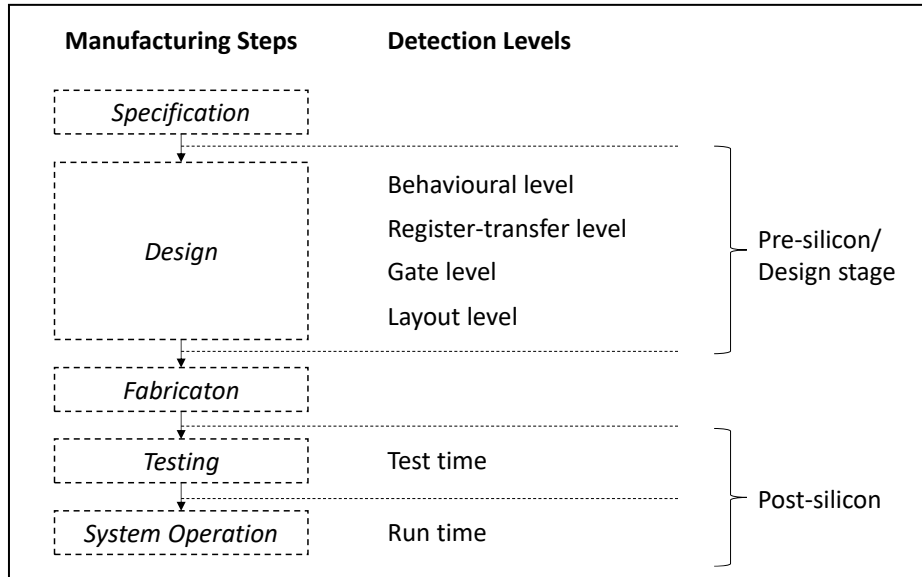 Manufacturing Steps
Detection Levels
Specification
Design
Behavioural level
Register-transfer level
Gate level
Layout level
Pre-silicon/
Design stage
Fabricaton
Testing
Test time
System Operation
Run time
Post-silicon